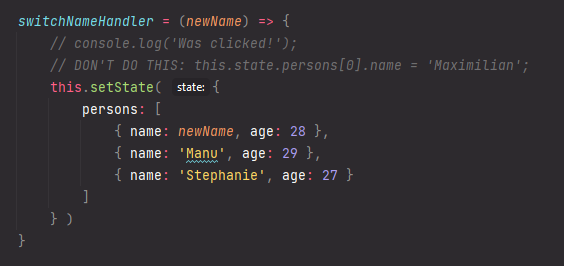 switchNameHandler = (newName) => {
    // console.log('Was clicked!');
    // DON'T DO THIS: this.state.persons[0].name = 'Maximilian';
    this.setState( state: {
        persons: [
            { name: newName, age: 28 },
            { name: 'Manu', age: 29 },
            { name: 'Stephanie', age: 27 }
        ]
    } )
}